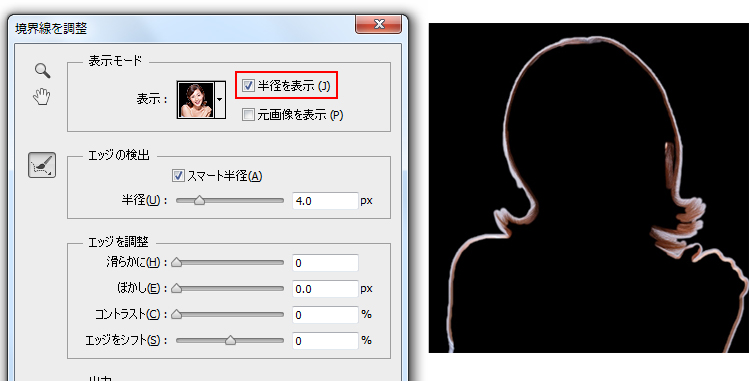 境界線を調整
表示モード
表示：
半径を表示 (J)
元画像を表示 (P)
エッジの検出
スマート半径(A)
半径(U)： 4.0 px
エッジを調整
滑らかに(H)： 0
ぼかし(E)： 0.0 px
コントラスト(C)： 0 %
エッジをシフト(S)： 0 %
出力